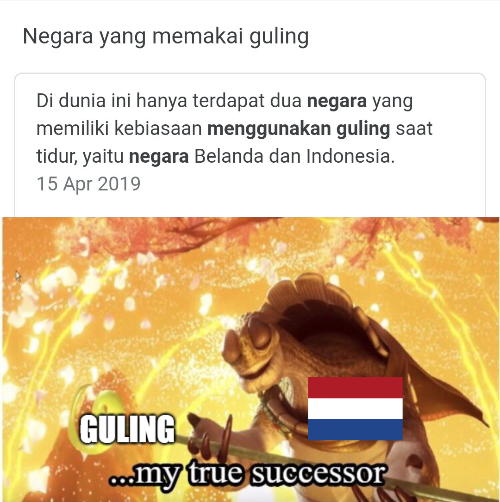 Negara yang memakai guling
Di dunia ini hanya terdapat dua negara yang
memiliki kebiasaan menggunakan guling saat
tidur, yaitu negara Belanda dan Indonesia.
15 Apr 2019
GULING
...my true successor